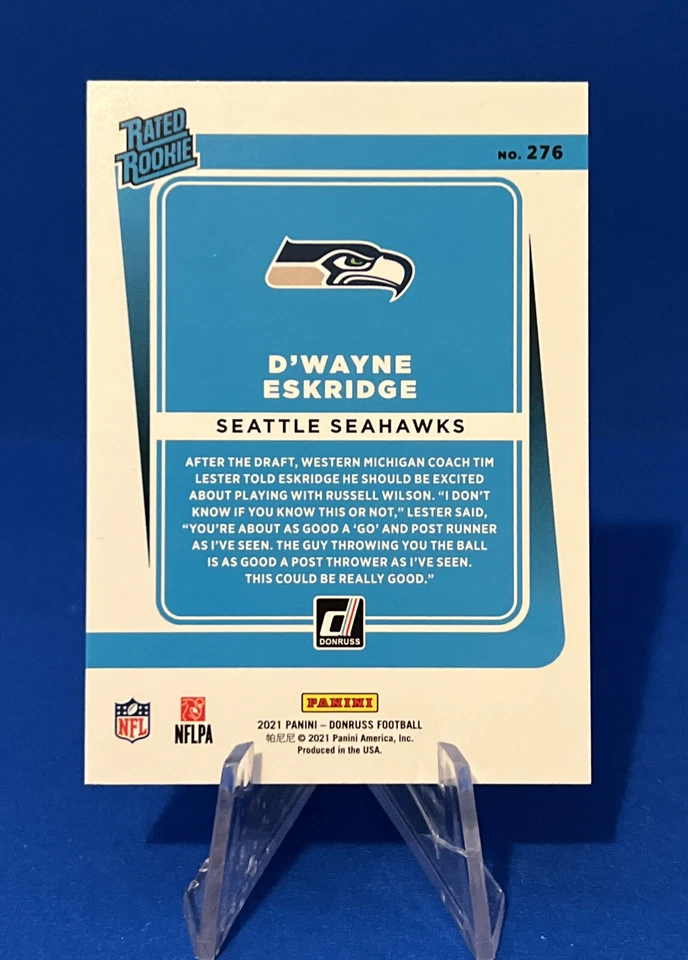 RATED
ROOKIE
NO. 276
D'WAYNE
ESKRIDGE
SEATTLE SEAHAWKS
AFTER THE DRAFT, WESTERN MICHIGAN COACH TIM
LESTER TOLD ESKRIDGE HE SHOULD BE EXCITED
ABOUT PLAYING WITH RUSSELL WILSON. “I DON'T
KNOW IF YOU KNOW THIS OR NOT,” LESTER SAID,
“YOU'RE ABOUT AS GOOD A ‘GO’ AND POST RUNNER
AS I'VE SEEN. THE GUY THROWING YOU THE BALL
IS AS GOOD A POST THROWER AS I'VE SEEN.
THIS COULD BE REALLY GOOD.”
d
DONRUSS
PANINI
NFL
NFLPA
2021 PANINI – DONRUSS FOOTBALL
帕尼尼 © 2021 Panini America, Inc.
Produced in the USA.